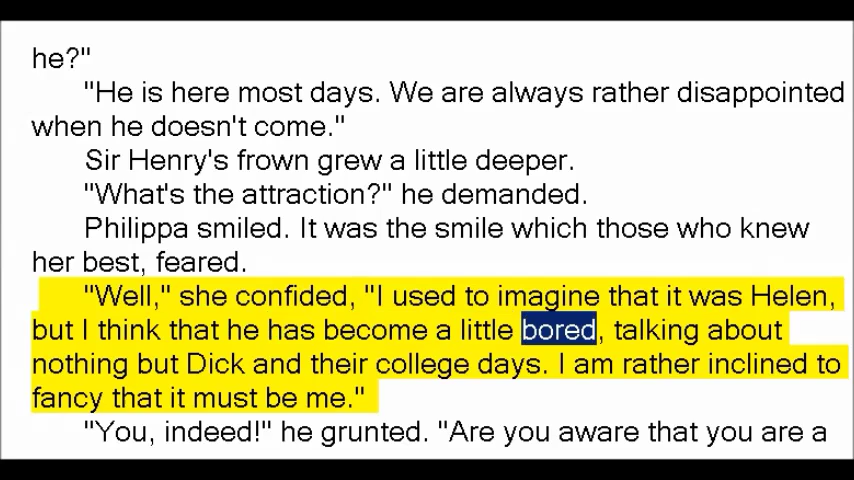 he?"
"He is here most days. We are always rather disappointed
when he doesn't come."
Sir Henry's frown grew a little deeper.
"What's the attraction?" he demanded.
Philippa smiled. It was the smile which those who knew
her best, feared.
"Well," she confided, "I used to imagine that it was Helen,
but I think that he has become a little bored, talking about
nothing but Dick and their college days. I am rather inclined to
fancy that it must be me."
"You, indeed!" he grunted. "Are you aware that you are a